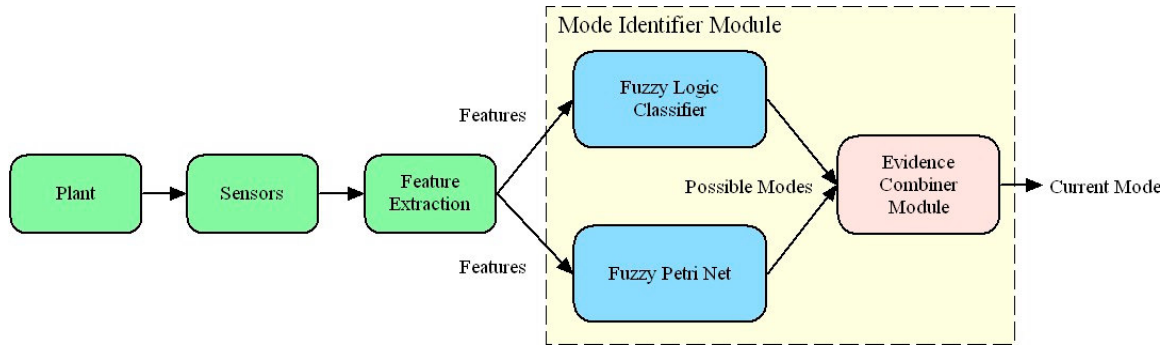 Mode Identifier Module
Fuzzy Logic
Classifier
Features
Plant
Sensors
Feature
Extraction
Possible Modes
Evidence
Combiner
Module
Current Mode
Features
Fuzzy Petri Net